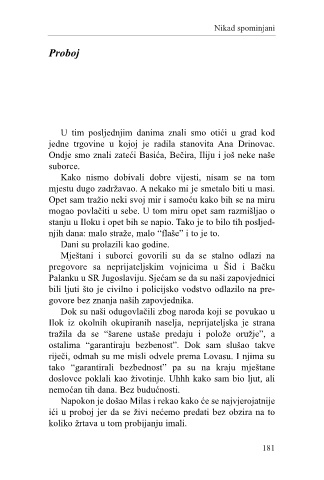 Nikad spominjani
Proboj
U tim posljednjim danima znali smo otići u grad kod
jedne trgovine u kojoj je radila stanovita Ana Drinovac.
Ondje smo znali zateći Basića, Bečira, Iliju i još neke naše
suborce.
Kako nismo dobivali dobre vijesti, nisam se na tom
mjestu dugo zadržavao. A nekako mi je smetalo biti u masi.
Opet sam tražio neki svoj mir i samoću kako bih se na miru
mogao povlačiti u sebe. U tom miru opet sam razmišljao o
stanju u Iloku i opet bih se napio. Tako je to bilo tih posljed-
njih dana: malo straže, malo “flaše” i to je to.
Dani su prolazili kao godine.
Mještani i suborci govorili su da se stalno odlazi na
pregovore sa neprijateljskim vojnicima u Šid i Bačku
Palanku u SR Jugoslaviju. Sjećam se da su naši zapovjednici
bili ljuti što je civilno i policijsko vodstvo odlazilo na pre-
govore bez znanja naših zapovjednika.
Dok su naši odugovlačili zbog naroda koji se povukao u
Ilok iz okolnih okupiranih naselja, neprijateljska je strana
tražila da se “šarene ustaše predaju i polože oružje”, a
ostalima “garantiraju bezbenost”. Dok sam slušao takve
riječi, odmah su me misli odvele prema Lovasu. I njima su
tako “garantirali bezbednost” pa su na kraju mještane
doslovce poklali kao životinje. Uhhh kako sam bio ljut, ali
nemoćan tih dana. Bez budućnosti.
Napokon je došao Milas i rekao kako će se najvjerojatnije
ići u proboj jer da se živi nećemo predati bez obzira na to
koliko žrtava u tom probijanju imali.
181